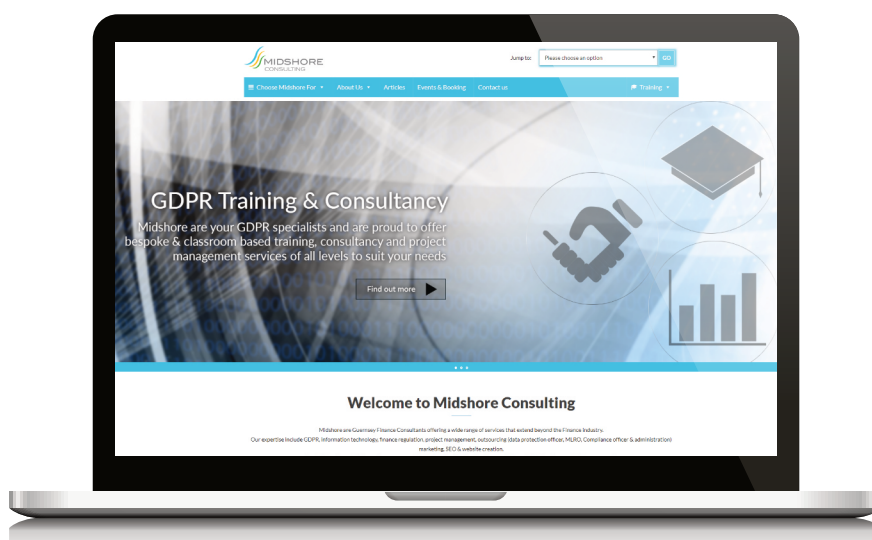 MIDSHORE
CONSULTING
Jump to: Please choose an option GO
Choose Midshore For About Us Articles Events & Booking Contact us Training
GDPR Training & Consultancy
Midshore are your GDPR specialists and are proud to offer
bespoke & classroom based training, consultancy and project
management services of all levels to suit your needs
Find out more
Welcome to Midshore Consulting
Midshore are Guernsey Finance Consultants offering a wide range of services that extend beyond the Finance Industry.
Our expertise include GDPR, information technology, finance regulation, project management, outsourcing (data protection officer, MLRO, Compliance officer & administration)
marketing, SEO & website creation.